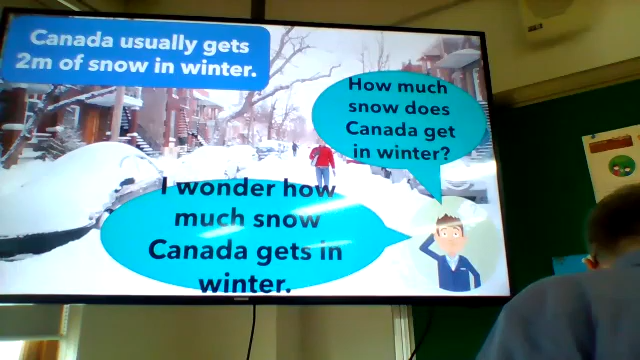 Canada usually gets
2m of snow in winter.
How much
snow does
Canada get
in winter?
I wonder how
much snow
Canada gets in
winter.